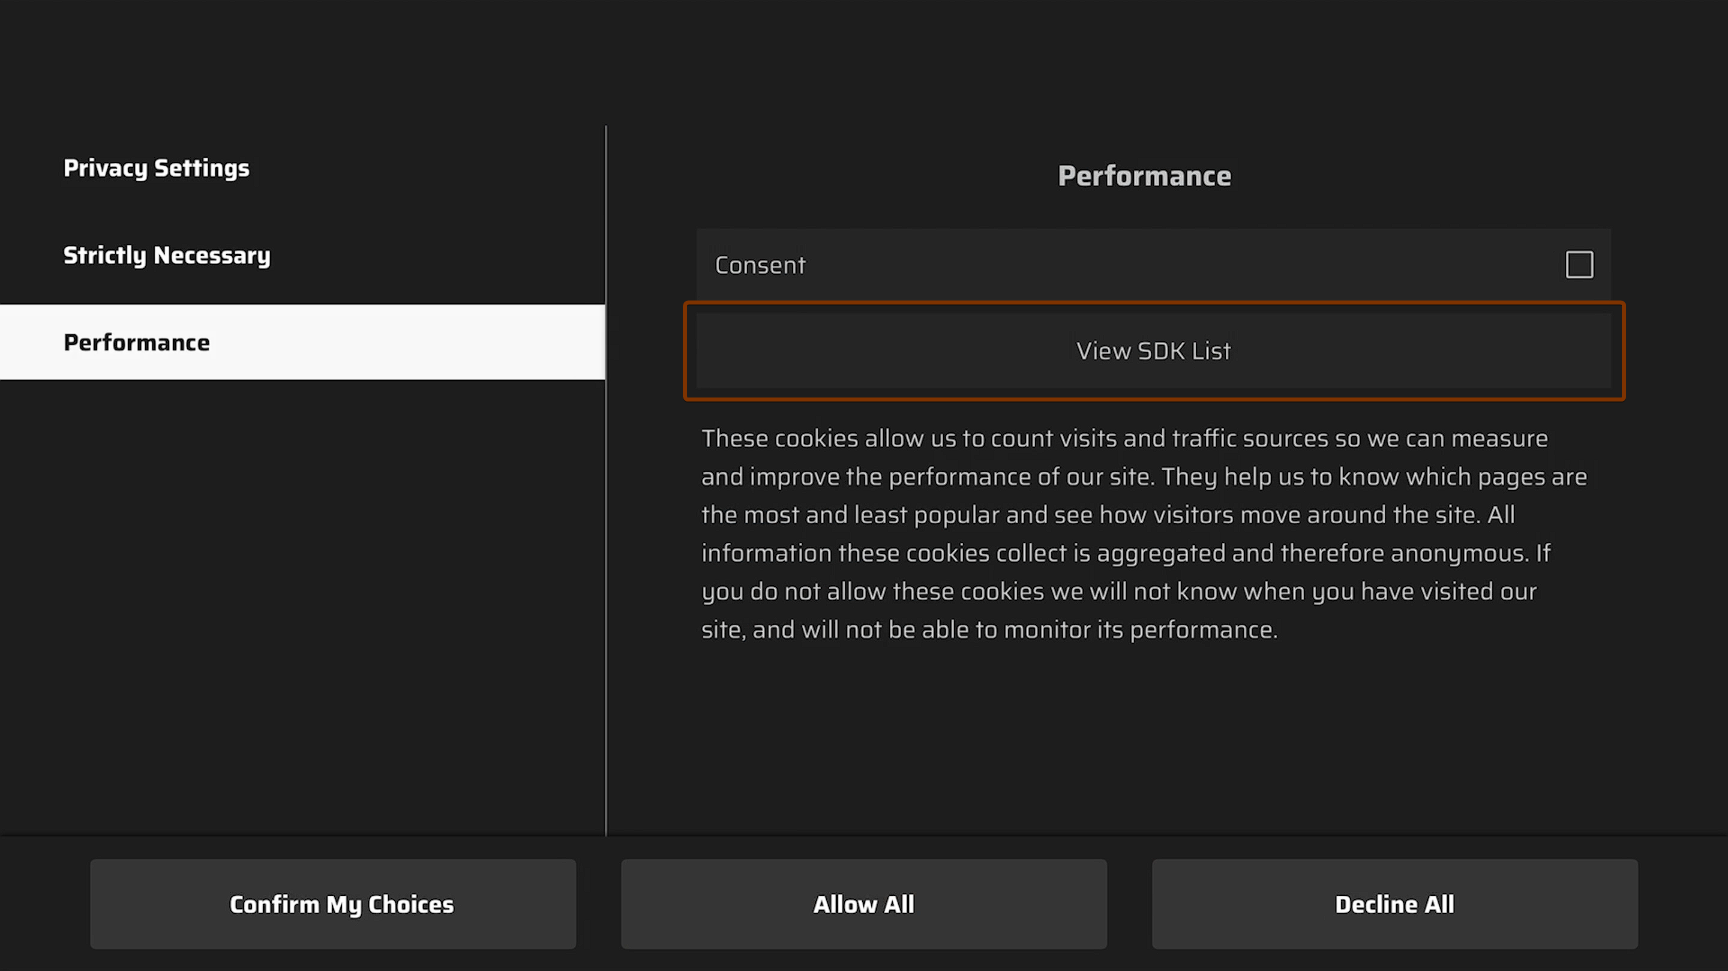 Privacy Settings
Strictly Necessary
Performance
Performance
Consent
View SDK List
These cookies allow us to count visits and traffic sources so we can measure
and improve the performance of our site. They help us to know which pages are
the most and least popular and see how visitors move around the site. All
information these cookies collect is aggregated and therefore anonymous. If
you do not allow these cookies we will not know when you have visited our
site, and will not be able to monitor its performance.
Confirm My Choices
Allow All
Decline All